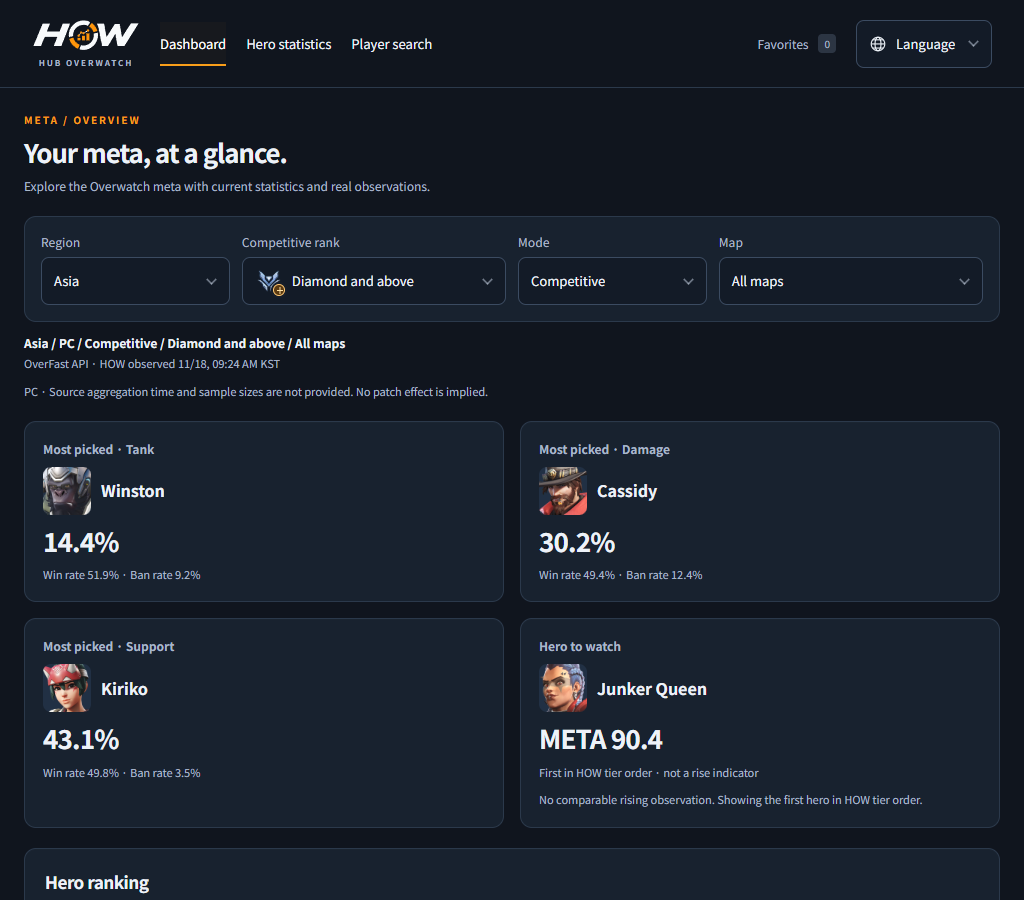 HOW
HUB OVERWATCH
Dashboard
Hero statistics
Player search
Favorites 0
Language
META / OVERVIEW
Your meta, at a glance.
Explore the Overwatch meta with current statistics and real observations.
Region
Competitive rank
Mode
Map
Asia
Diamond and above
Competitive
All maps
Asia / PC / Competitive / Diamond and above / All maps
OverFast API · HOW observed 11/18, 09:24 AM KST
PC · Source aggregation time and sample sizes are not provided. No patch effect is implied.
Most picked · Tank
Winston
14.4%
Win rate 51.9% · Ban rate 9.2%
Most picked · Damage
Cassidy
30.2%
Win rate 49.4% · Ban rate 12.4%
Most picked · Support
Kiriko
43.1%
Win rate 49.8% · Ban rate 3.5%
Hero to watch
Junker Queen
META 90.4
First in HOW tier order · not a rise indicator
No comparable rising observation. Showing the first hero in HOW tier order.
Hero ranking